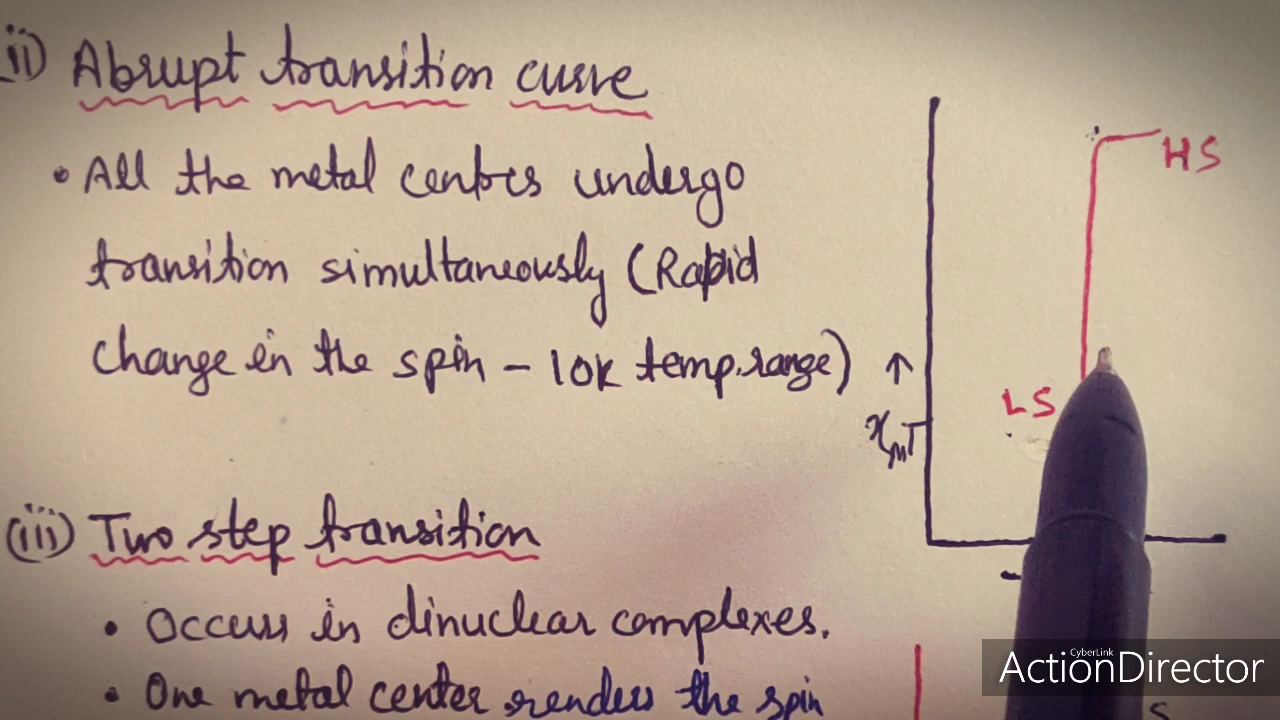 ii) Abrupt transition curve
• All the metal centres undergo
transition simultaneously (Rapid
change in the spin – 10K temp. range)
HS
LS
↑
χmT
(iii) Two step transition
• Occurs in dinuclear complexes.
• One metal center renders the spin
S
CyberLink
ActionDirector